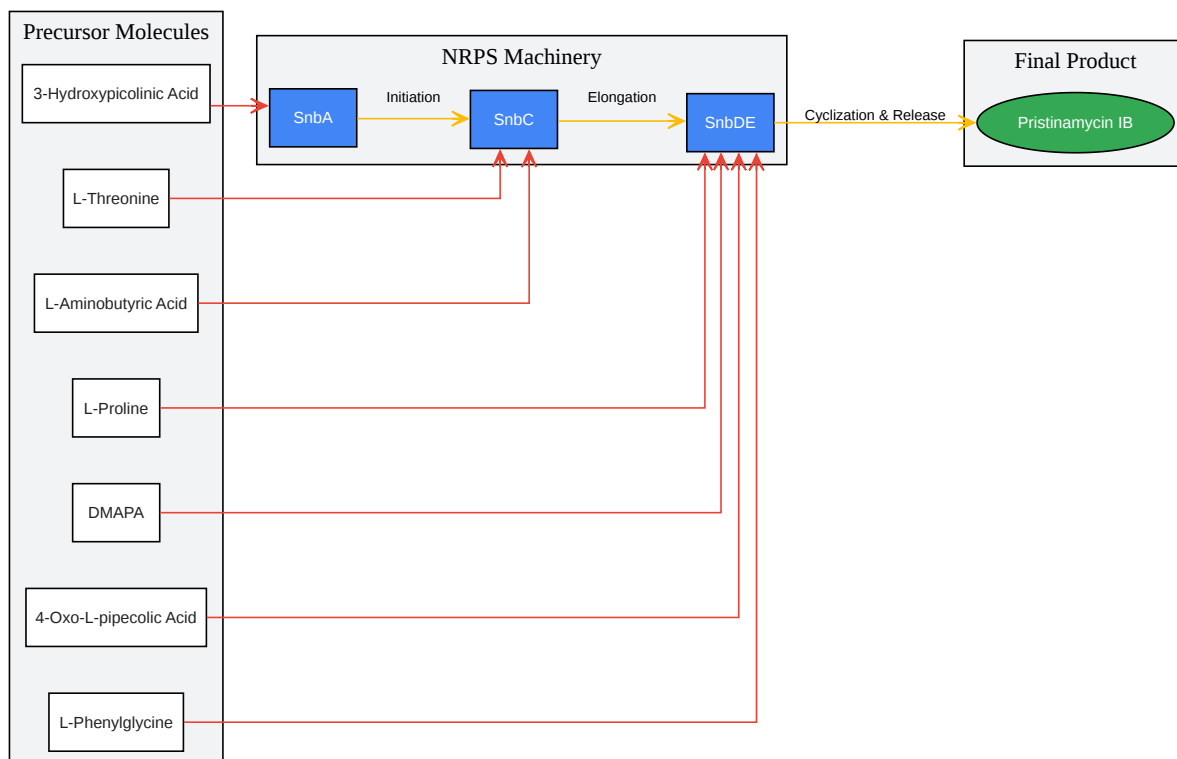 Precursor Molecules
3-Hydroxypicolinic Acid
L-Threonine
L-Aminobutyric Acid
L-Proline
DMAPA
4-Oxo-L-pipecolic Acid
L-Phenylglycine
NRPS Machinery
SnbA
Initiation
SnbC
Elongation
SnbDE
Cyclization & Release
Final Product
Pristinamycin IB